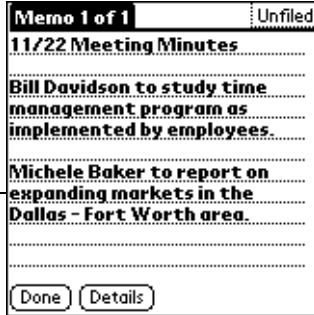 Memo 1 of 1 Unfiled
11/22 Meeting Minutes
Bill Davidson to study time
management program as
implemented by employees.
Michele Baker to report on
expanding markets in the
Dallas - Fort Worth area.
Done Details